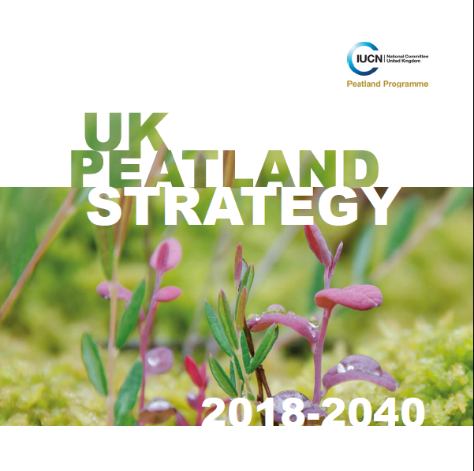 IUCN
National Committee
United Kingdom
Peatland Programme
UK
PEATLAND
STRATEGY
2018-2040